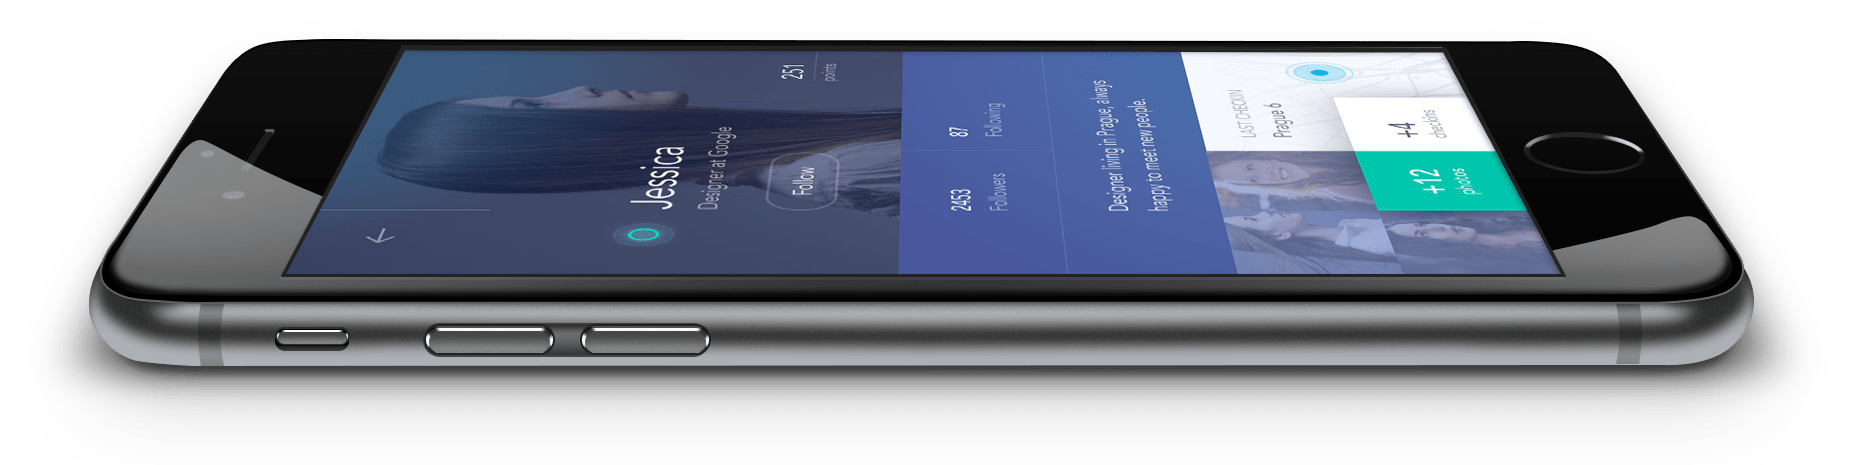 Jessica
Designer at Google
Follow
251
points
2453
Followers
87
Following
Designer living in Prague, always
happy to meet new people.
LAST CHECKIN
Prague 6
+4
checkins
+12
photos